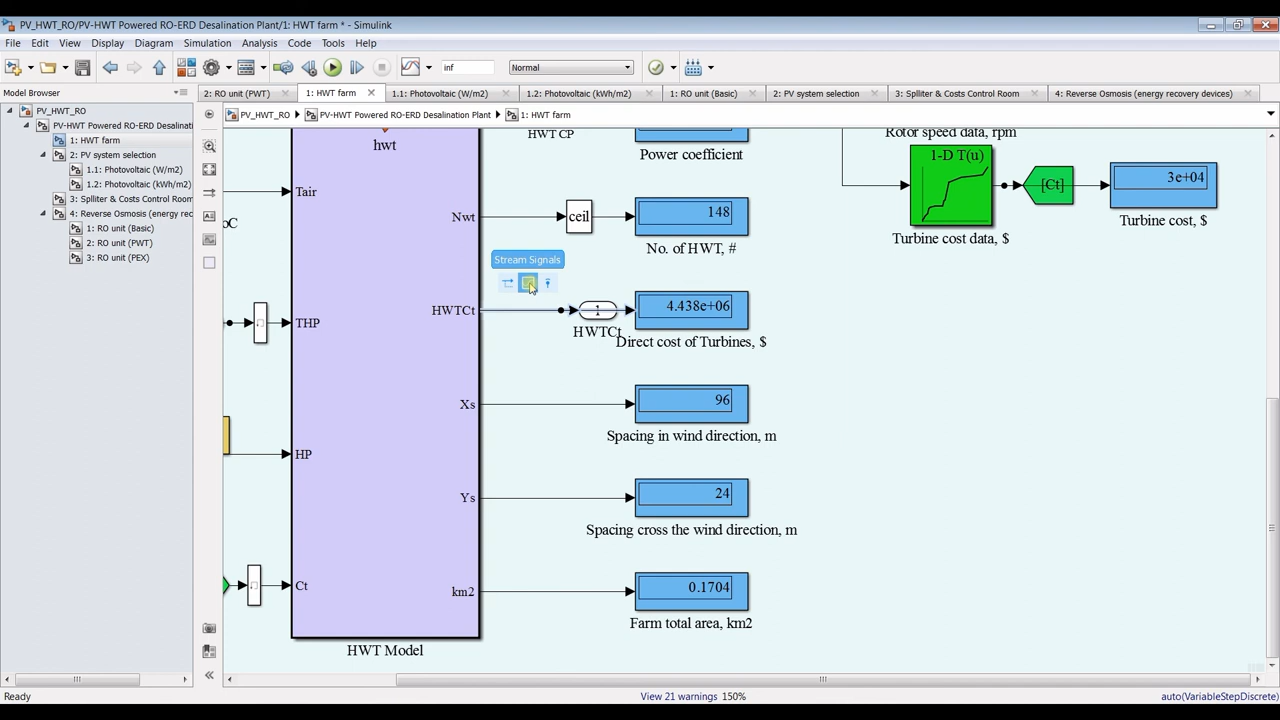 PV_HWT_RO/PV-HWT Powered RO-ERD Desalination Plant/1: HWT farm * - Simulink
File Edit View Display Diagram Simulation Analysis Code Tools Help
inf Normal
Model Browser
2: RO unit (PWT) 1: HWT farm 1.1: Photovoltaic (W/m2) 1.2: Photovoltaic (kWh/m2) 1: RO unit (Basic) 2: PV system selection 3: Spliiter & Costs Control Room 4: Reverse Osmosis (energy recovery devices)
PV_HWT_RO PV-HWT Powered RO-ERD Desalination Plant 1: HWT farm
PV_HWT_RO
PV-HWT Powered RO-ERD Desalinati
1: HWT farm
2: PV system selection
1.1: Photovoltaic (W/m2)
1.2: Photovoltaic (kWh/m2)
3: Spliiter & Costs Control Room
4: Reverse Osmosis (energy rec
1: RO unit (Basic)
2: RO unit (PWT)
3: RO unit (PEX)
hwt
Tair
oC
THP
HP
Ct
Nwt
HWTCt
Xs
Ys
km2
HWT Model
HWT CP
Power coefficient
ceil
148
No. of HWT, #
Stream Signals
1
HWTCt
4.438e+06
Direct cost of Turbines, $
96
Spacing in wind direction, m
24
Spacing cross the wind direction, m
0.1704
Farm total area, km2
Rotor speed data, rpm
1-D T(u)
Turbine cost data, $
[Ct]
3e+04
Turbine cost, $
Ready View 21 warnings 150% auto(VariableStepDiscrete)